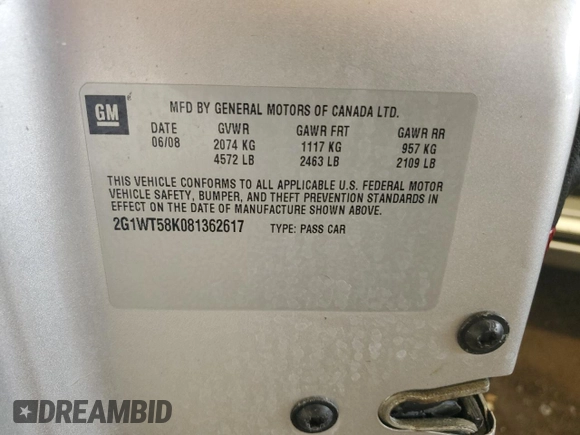 GM
MFD BY GENERAL MOTORS OF CANADA LTD.
DATE GVWR GAWR FRT GAWR RR
06/08 2074 KG 1117 KG 957 KG
4572 LB 2463 LB 2109 LB
THIS VEHICLE CONFORMS TO ALL APPLICABLE U.S. FEDERAL MOTOR
VEHICLE SAFETY, BUMPER, AND THEFT PREVENTION STANDARDS IN
EFFECT ON THE DATE OF MANUFACTURE SHOWN ABOVE.
2G1WT58K081362617 TYPE: PASS CAR
DREAMBID